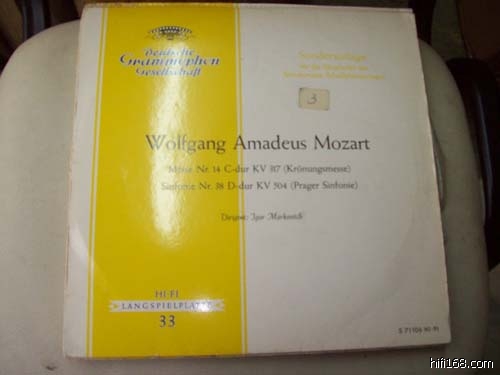 Deutsche
Grammophon
Gesellschaft
Sonderauflage
3
Wolfgang Amadeus Mozart
Messe Nr. 14 C-dur KV 317 (Krönungsmesse)
Sinfonie Nr. 38 D-dur KV 504 (Prager Sinfonie)
Dirigent: Igor Markevitch
HI-FI
LANGSPIELPLATTE
33
hifi168.com